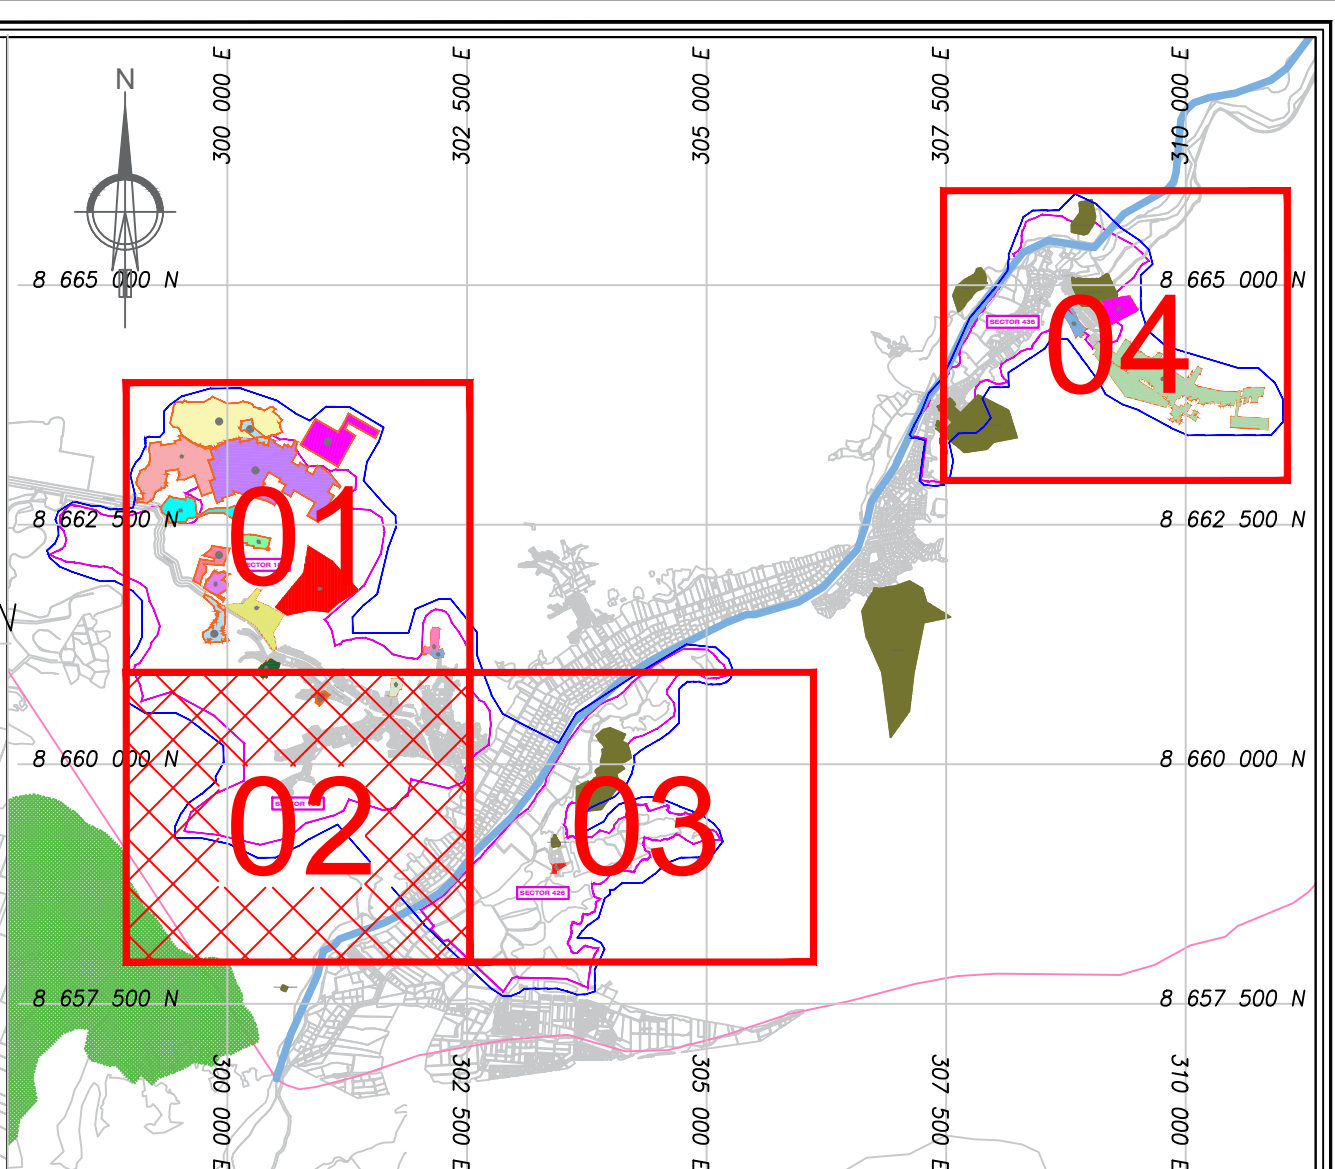 N
300 000 E
302 500 E
305 000 E
307 500 E
310 000 E
8 665 000 N
8 665 000 N
SECTOR 436
04
8 662 500 N
8 662 500 N
01
N
8 660 000 N
8 660 000 N
02
03
SECTOR 426
8 657 500 N
8 657 500 N
300 000 E
302 500 E
305 000 E
307 500 E
310 000 E